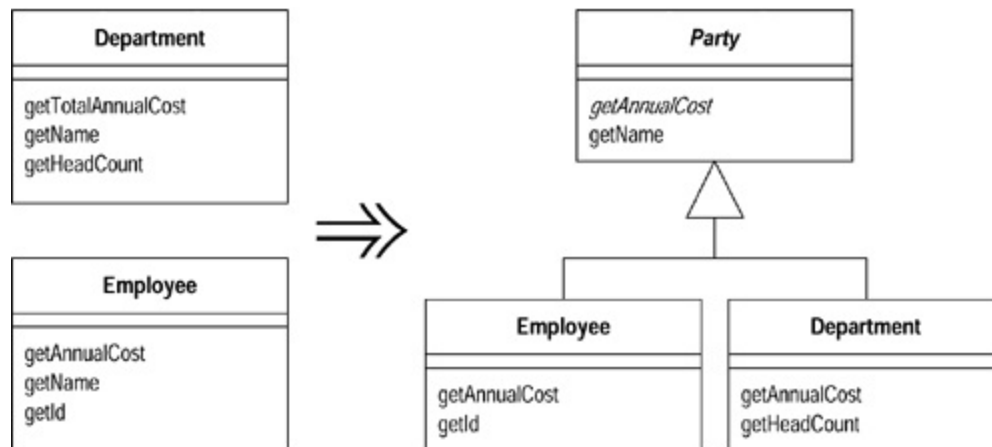 Department
getTotalAnnualCost
getName
getHeadCount
Employee
getAnnualCost
getName
getId
Party
getAnnualCost
getName
Employee
getAnnualCost
getId
Department
getAnnualCost
getHeadCount